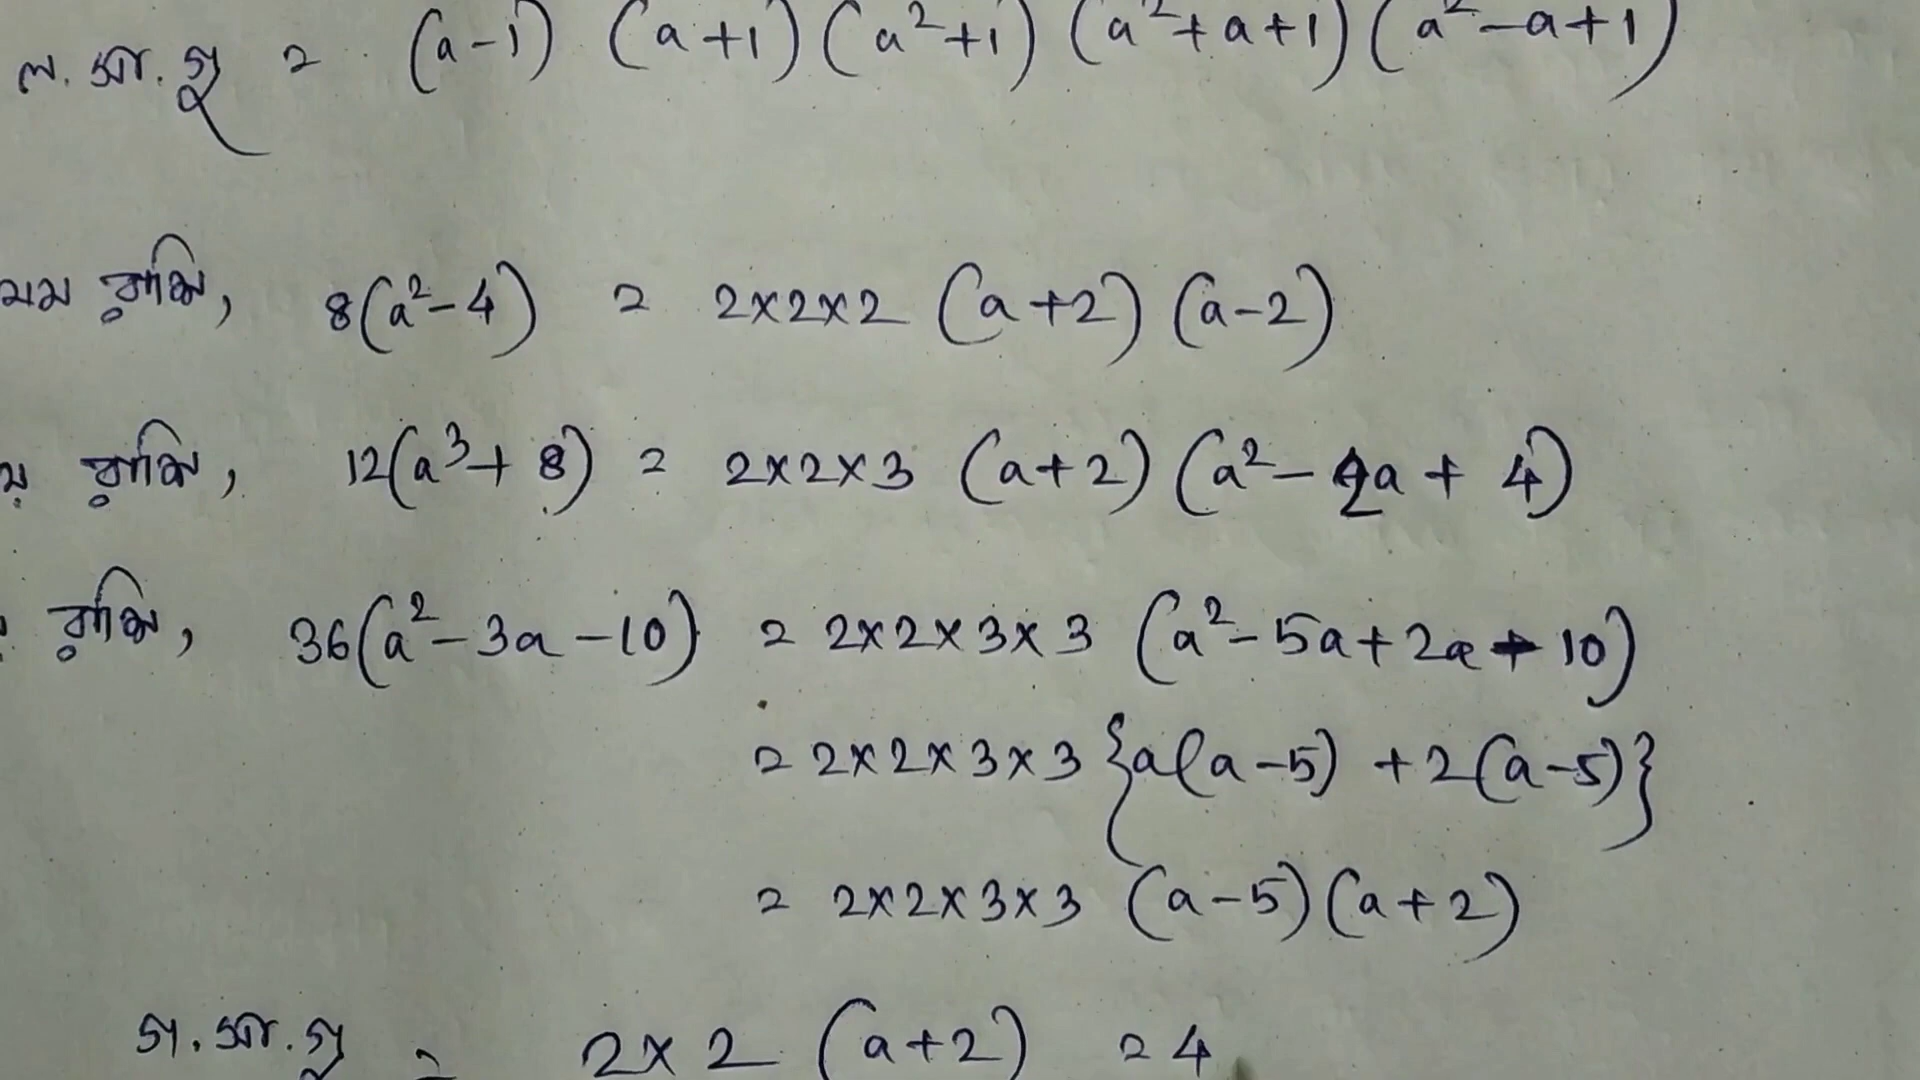 ল.সা.গু = (a-1) (a+1) (a²+1) (a²+a+1) (a²-a+1)
রাশি, 8(a²-4) = 2×2×2 (a+2) (a-2)
রাশি, 12(a³+8) = 2×2×3 (a+2) (a²-2a+4)
রাশি, 36(a²-3a-10) = 2×2×3×3 (a²-5a+2a-10)
= 2×2×3×3 {a(a-5) +2(a-5)}
= 2×2×3×3 (a-5)(a+2)
গ.সা.গু = 2×2 (a+2) = 4